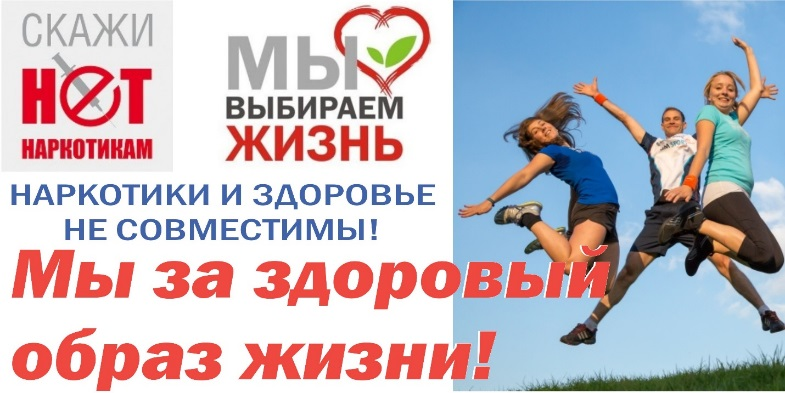 СКАЖИ
НЕТ
НАРКОТИКАМ
МЫ
ВЫБИРАЕМ
ЖИЗНЬ
НАРКОТИКИ И ЗДОРОВЬЕ
НЕ СОВМЕСТИМЫ!
Мы за здоровый
образ жизни!